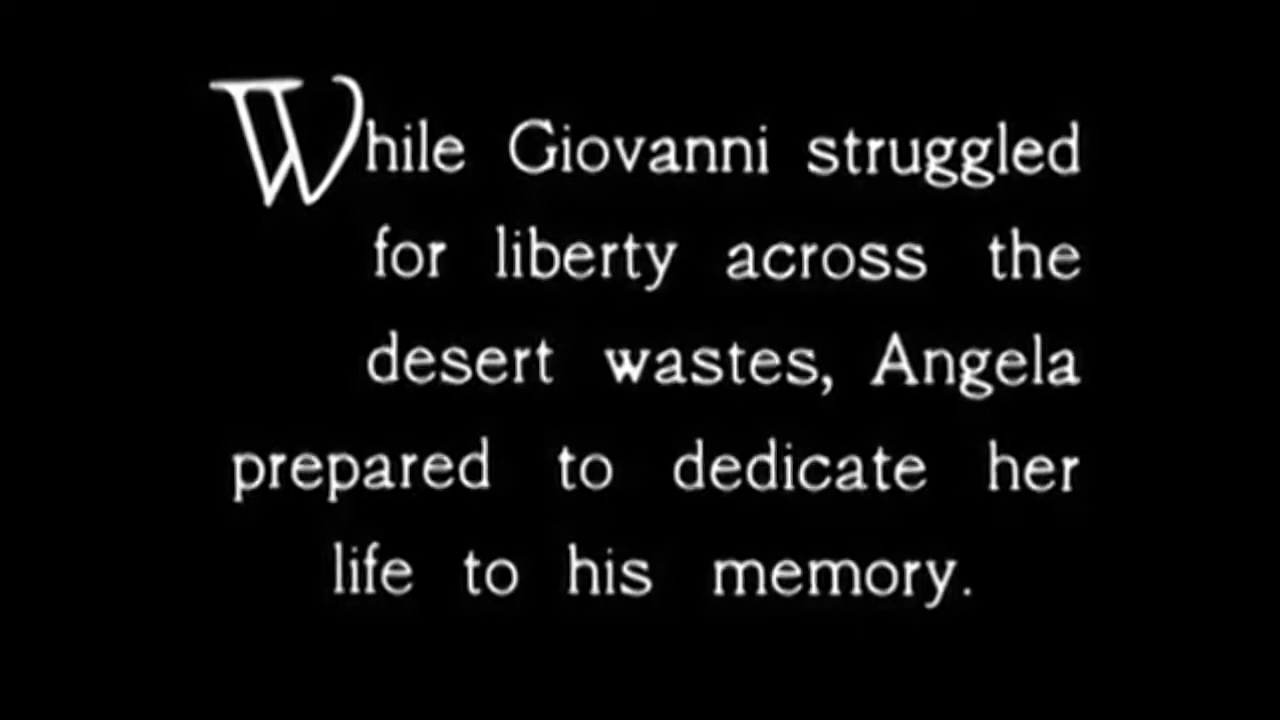 While Giovanni struggled
for liberty across the
desert wastes, Angela
prepared to dedicate her
life to his memory.